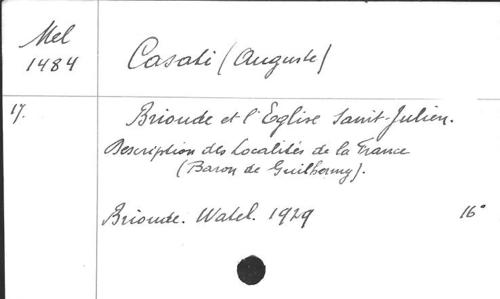 Mel
1484
Casati (Auguste)
17.
Brioude et l'Eglise Saint-Julien.
Description des Localités de la France
(Baron de Guilhermy).
Brioude. Watel. 1929
16°